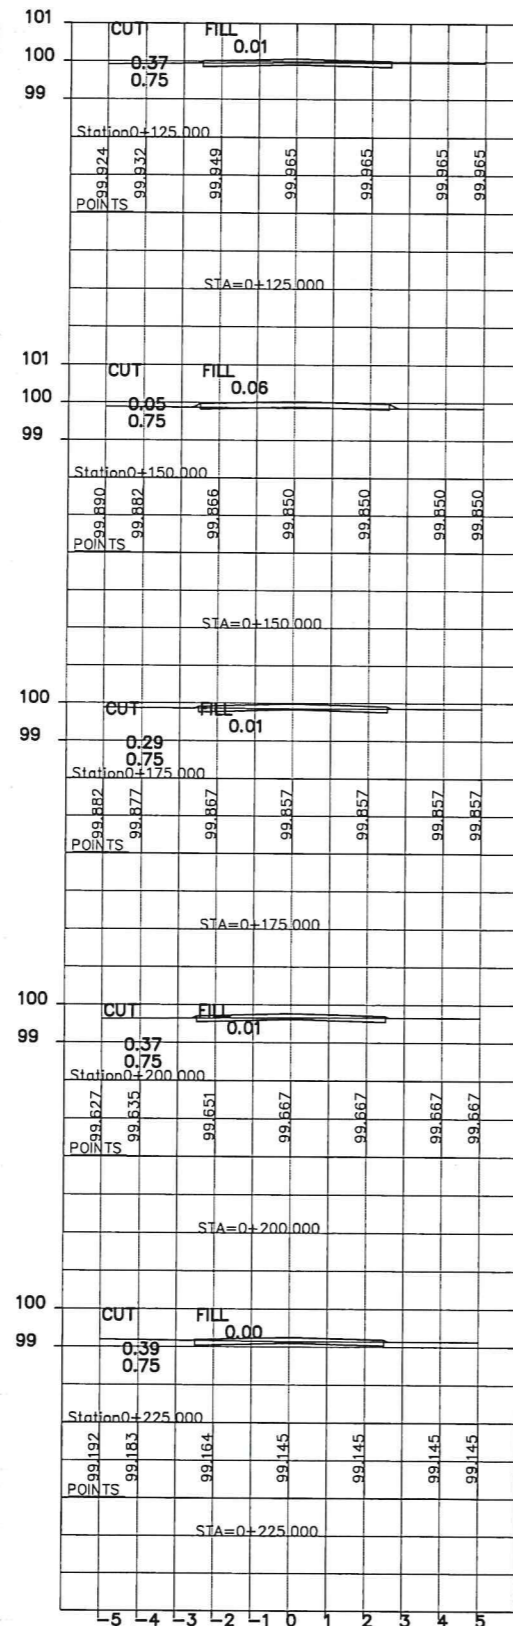 101
CUT FILL
0.01
100
0.37
0.75
99
Station0+125.000
99.924 99.932 99.949 99.965 99.965 99.965 99.965
POINTS
STA=0+125.000
101
CUT FILL
0.06
100
0.05
0.75
99
Station0+150.000
99.890 99.882 99.866 99.850 99.850 99.850 99.850
POINTS
STA=0+150.000
100
CUT FILL
0.01
99
0.29
0.75
Station0+175.000
99.882 99.877 99.867 99.857 99.857 99.857 99.857
POINTS
STA=0+175.000
100
CUT FILL
0.01
99
0.37
0.75
Station0+200.000
99.627 99.635 99.651 99.667 99.667 99.667 99.667
POINTS
STA=0+200.000
100
CUT FILL
0.00
99
0.39
0.75
Station0+225.000
99.192 99.183 99.164 99.145 99.145 99.145 99.145
POINTS
STA=0+225.000
-5 -4 -3 -2 -1 0 1 2 3 4 5